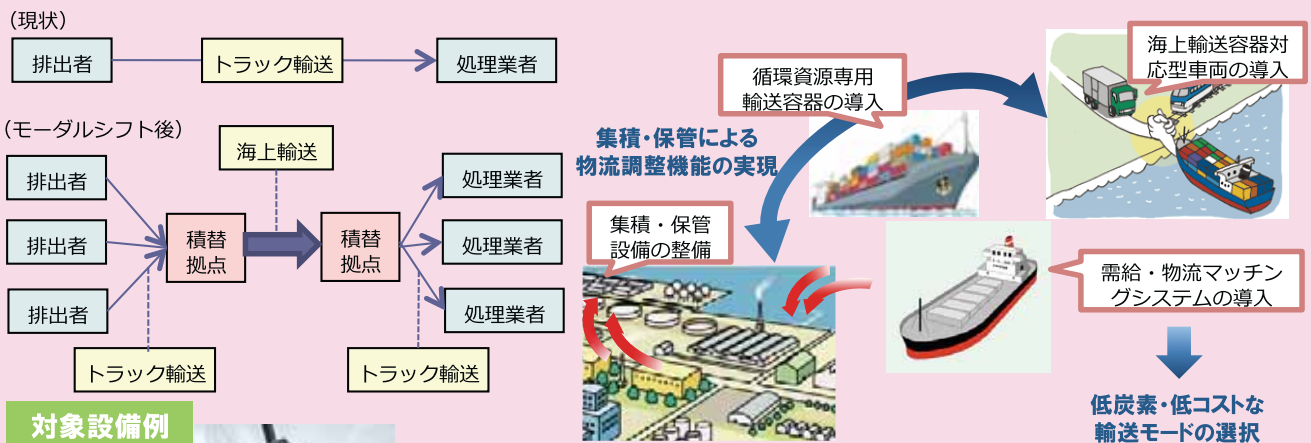 (現状)
排出者
トラック輸送
処理業者
(モーダルシフト後)
海上輸送
排出者
排出者
排出者
積替
拠点
積替
拠点
処理業者
処理業者
処理業者
トラック輸送
トラック輸送
対象設備例
循環資源専用
輸送容器の導入
海上輸送容器対
応型車両の導入
集積・保管による
物流調整機能の実現
集積・保管
設備の整備
需給・物流マッチン
グシステムの導入
低炭素・低コストな
輸送モードの選択